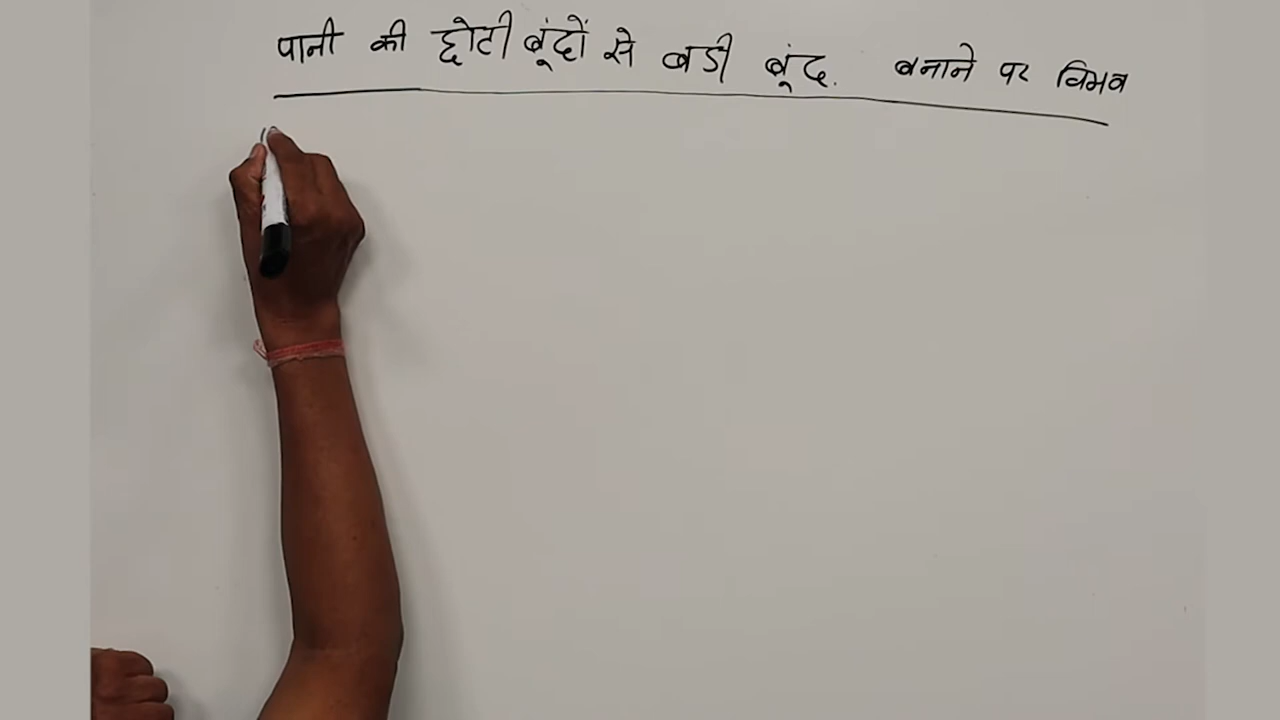 पानी की छोटी बूंदों से बडी बूंद. बनाने पर विभव